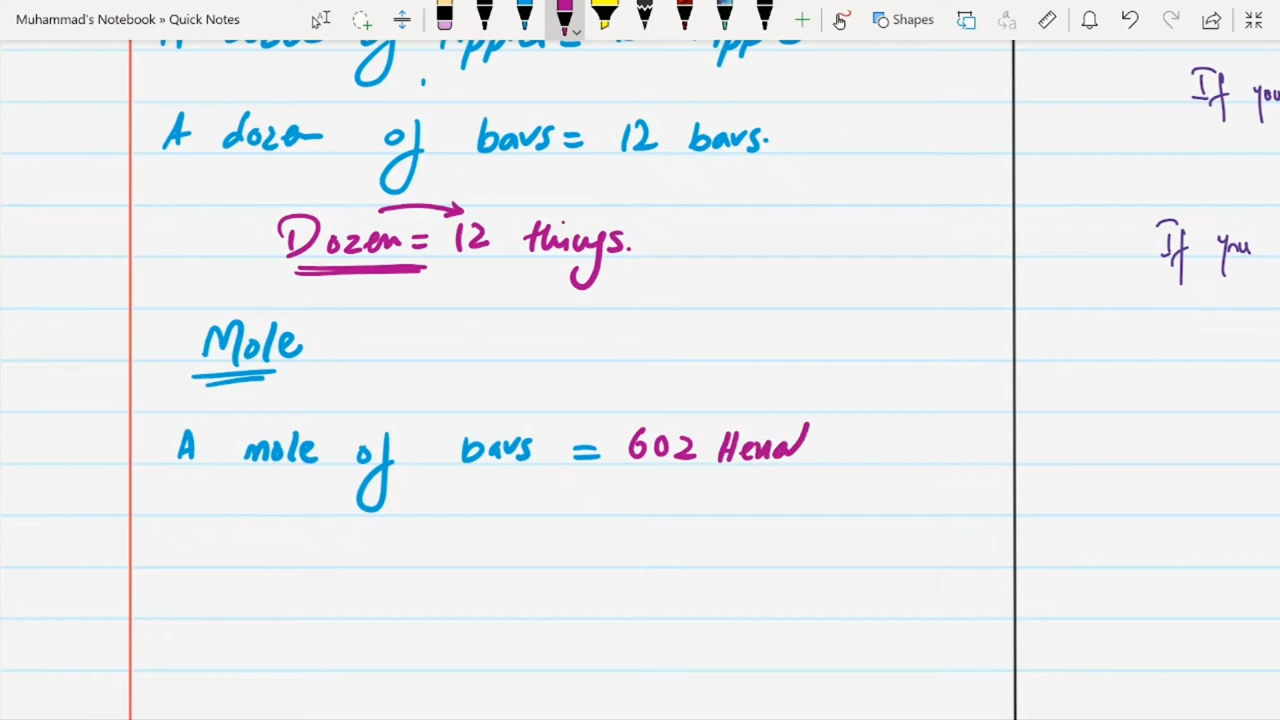 Muhammad's Notebook » Quick Notes
Shapes
A dozen of bars = 12 bars.
Dozen = 12 things.
Mole
A mole of bars = 602
If you
If you